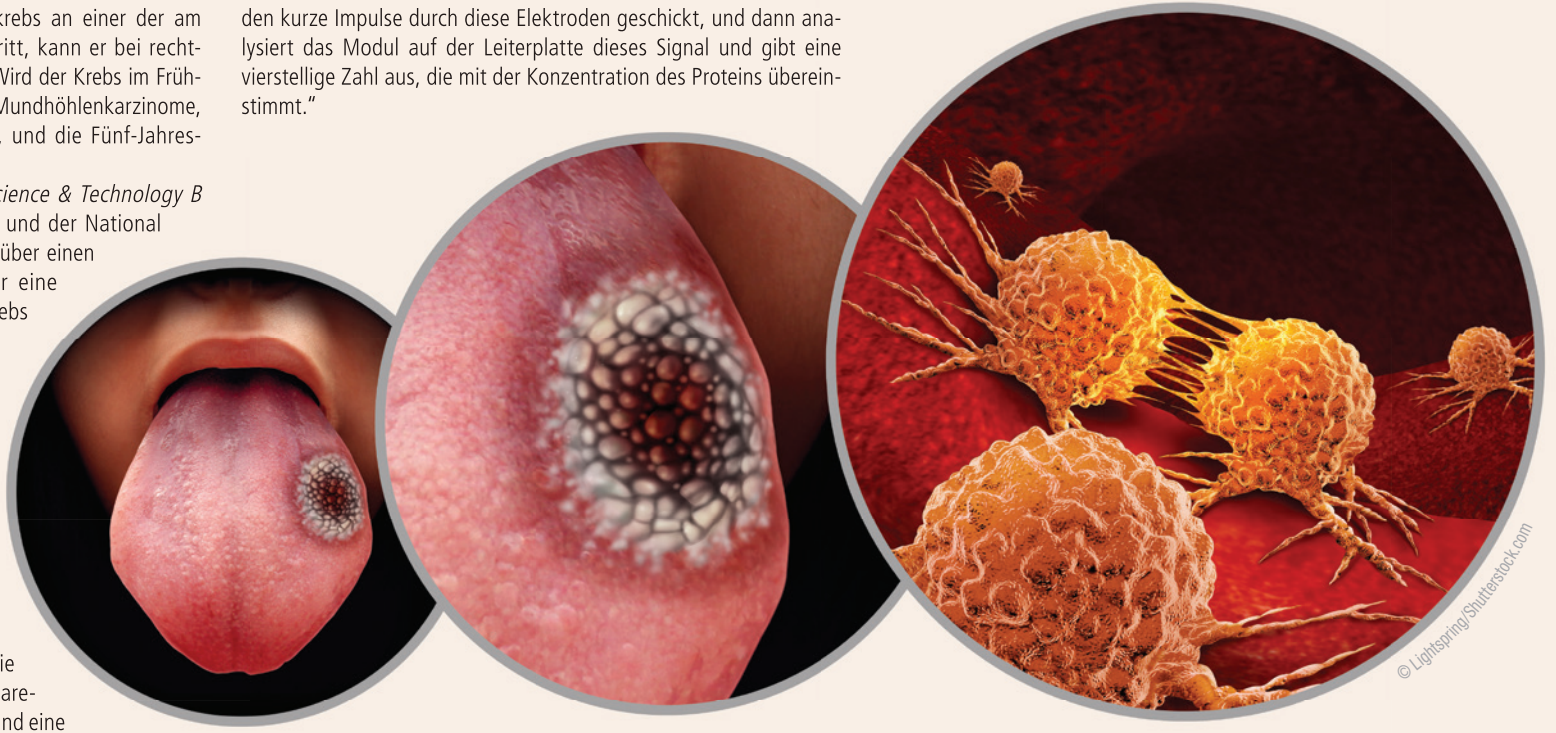 krebs an einer der am
ritt, kann er bei recht-
Wird der Krebs im Früh-
Mundhöhlenkarzinome,
und die Fünf-Jahres-
cience & Technology B
und der National
über einen
r eine
ebs
ie
are-
nd eine
den kurze Impulse durch diese Elektroden geschickt, und dann ana-
lysiert das Modul auf der Leiterplatte dieses Signal und gibt eine
vierstellige Zahl aus, die mit der Konzentration des Proteins überein-
stimmt.“
© Lightspring/Shutterstock.com